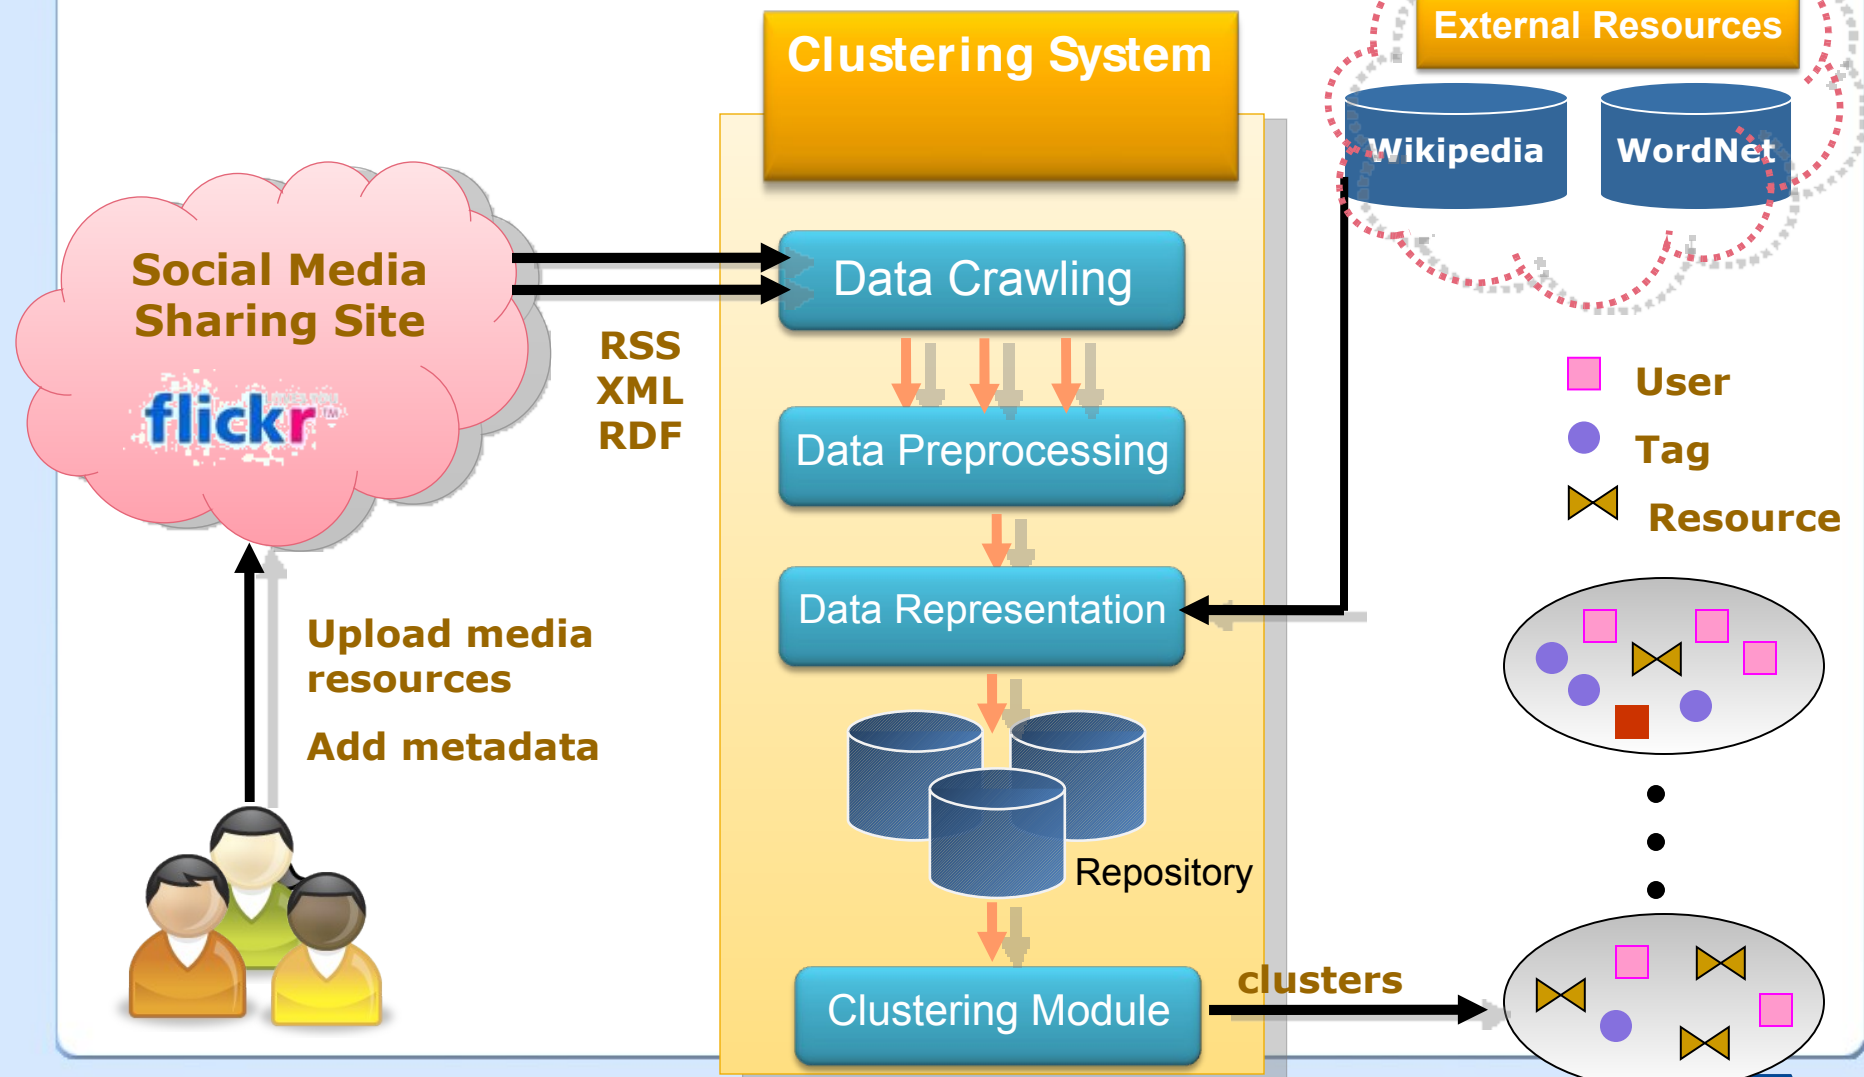 Clustering System
External Resources
Wikipedia
WordNet
Social Media
Sharing Site
flickr
RSS
XML
RDF
Data Crawling
Data Preprocessing
Data Representation
Repository
Clustering Module
clusters
Upload media
resources
Add metadata
User
Tag
Resource